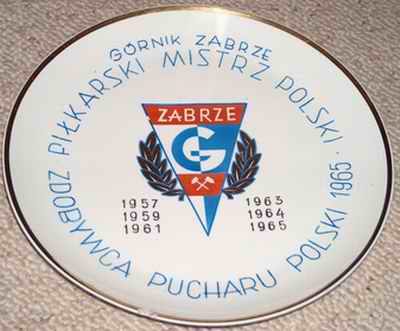 GÓRNIK ZABRZE
PIŁKARSKI MISTRZ POLSKI
ZABRZE
G
1957
1959
1961
1963
1964
1965
ZDOBYWCA PUCHARU POLSKI 1965